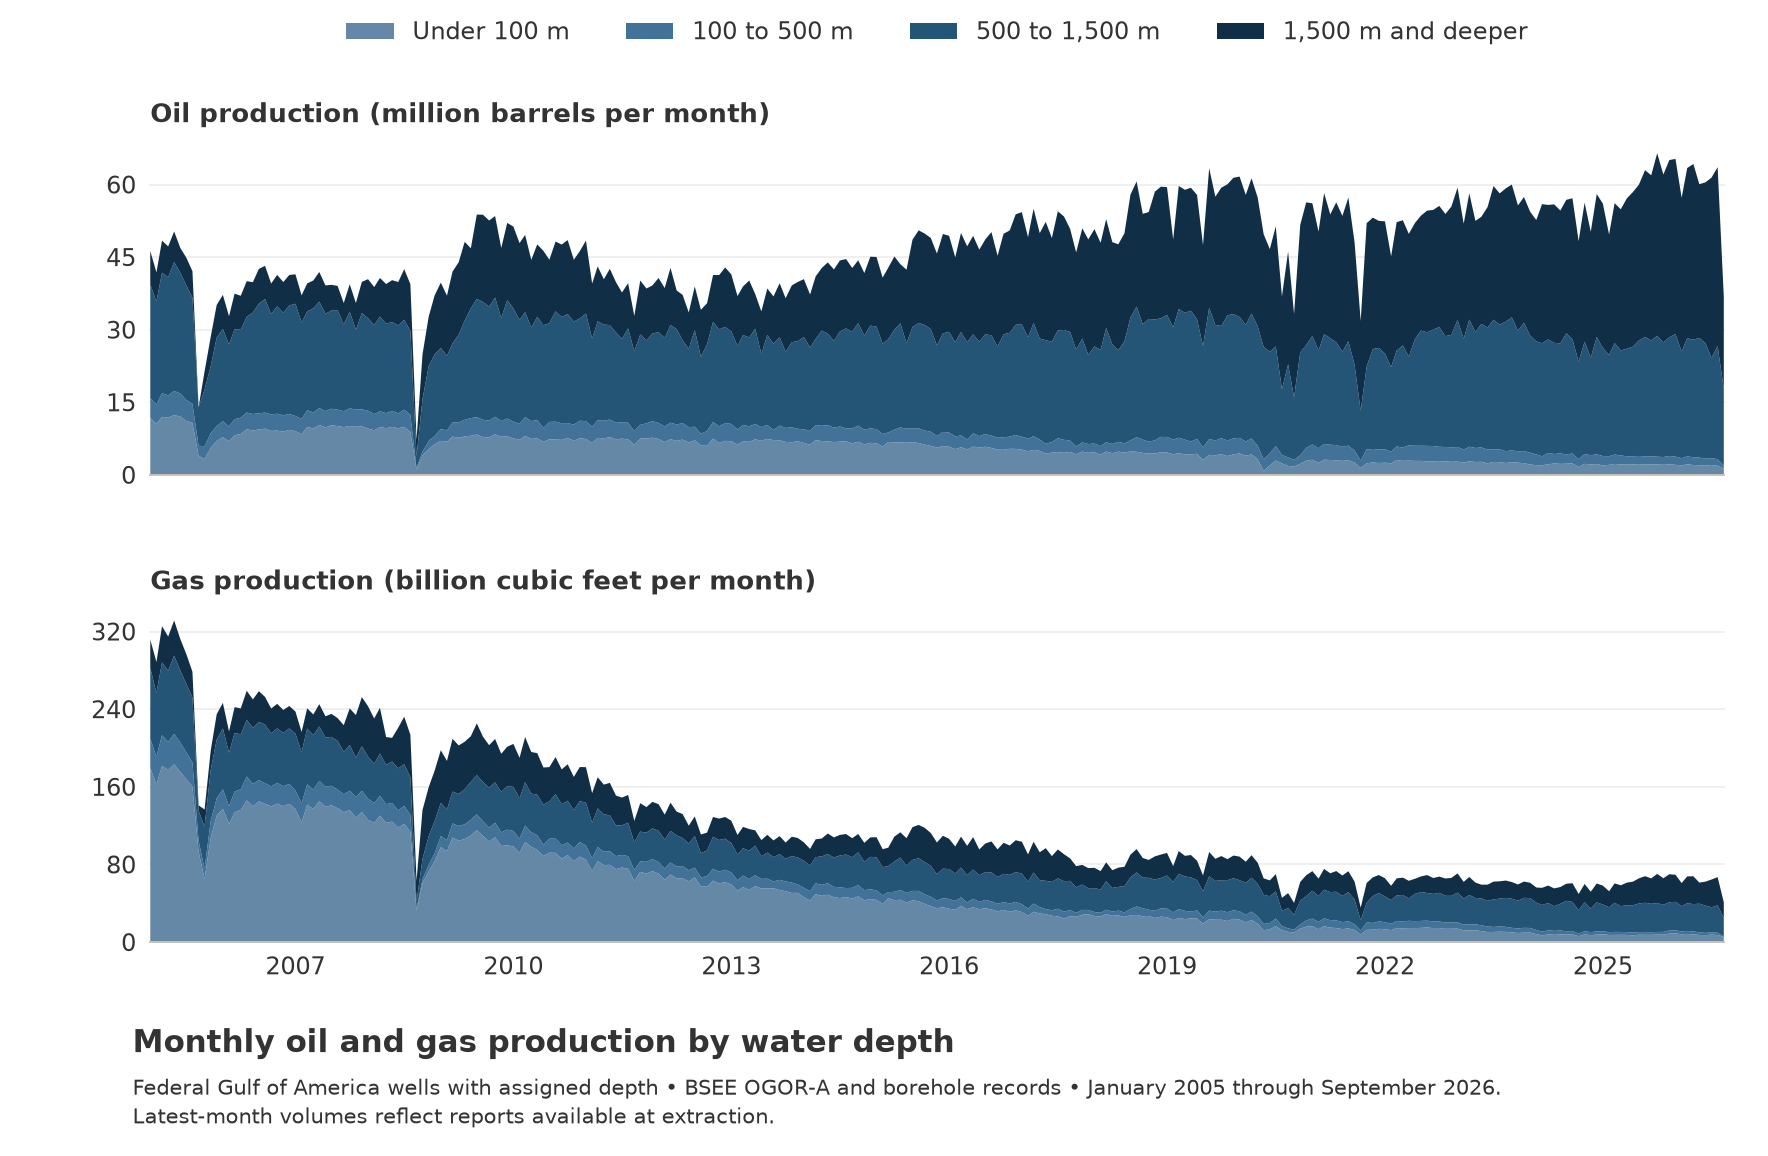 Under 100 m 100 to 500 m 500 to 1,500 m 1,500 m and deeper
Oil production (million barrels per month)
60
45
30
15
0
Gas production (billion cubic feet per month)
320
240
160
80
0
2007 2010 2013 2016 2019 2022 2025
Monthly oil and gas production by water depth
Federal Gulf of America wells with assigned depth • BSEE OGOR-A and borehole records • January 2005 through September 2026.
Latest-month volumes reflect reports available at extraction.